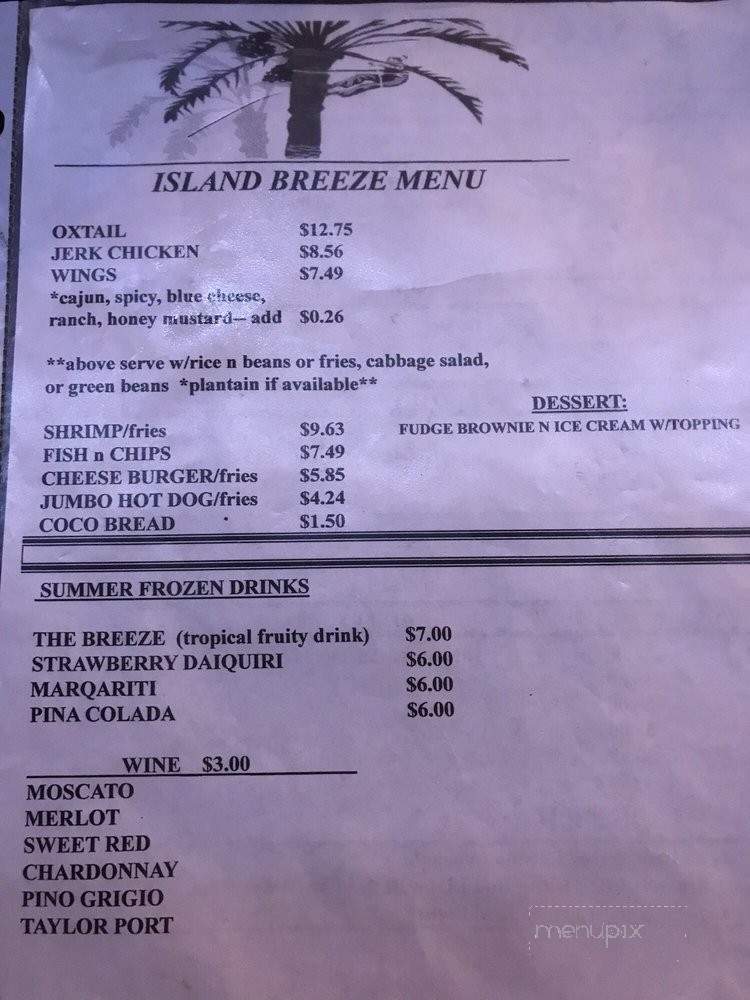 ISLAND BREEZE MENU
OXTAIL $12.75
JERK CHICKEN $8.56
WINGS $7.49
*cajun, spicy, blue cheese,
ranch, honey mustard-- add $0.26
**above serve w/rice n beans or fries, cabbage salad,
or green beans *plantain if available**
SHRIMP/fries $9.63
FISH n CHIPS $7.49
CHEESE BURGER/fries $5.85
JUMBO HOT DOG/fries $4.24
COCO BREAD $1.50
DESSERT:
FUDGE BROWNIE N ICE CREAM W/TOPPING
SUMMER FROZEN DRINKS
THE BREEZE (tropical fruity drink) $7.00
STRAWBERRY DAIQUIRI $6.00
MARQARITI $6.00
PINA COLADA $6.00
WINE $3.00
MOSCATO
MERLOT
SWEET RED
CHARDONNAY
PINO GRIGIO
TAYLOR PORT
menupix